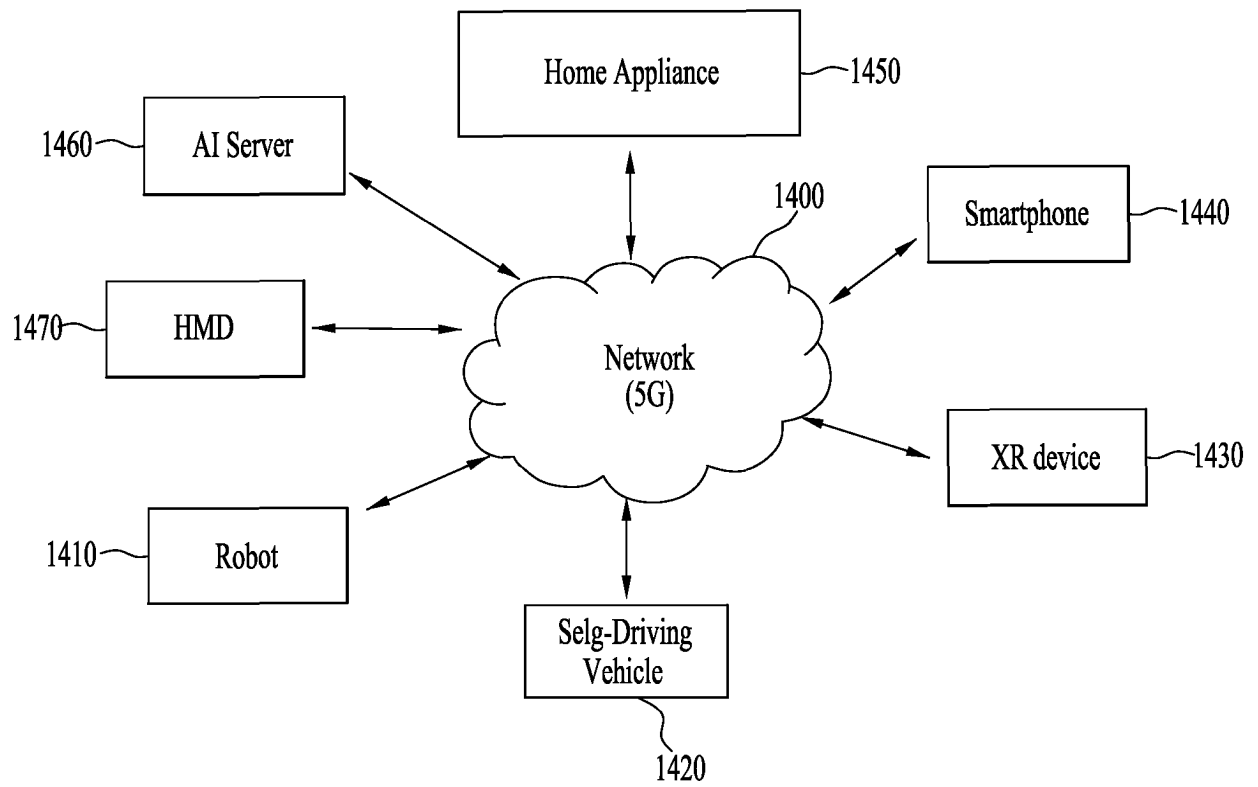 Home Appliance
1450
1460
AI Server
1400
Smartphone
1440
1470
HMD
Network
(5G)
XR device
1430
1410
Robot
Selg-Driving
Vehicle
1420